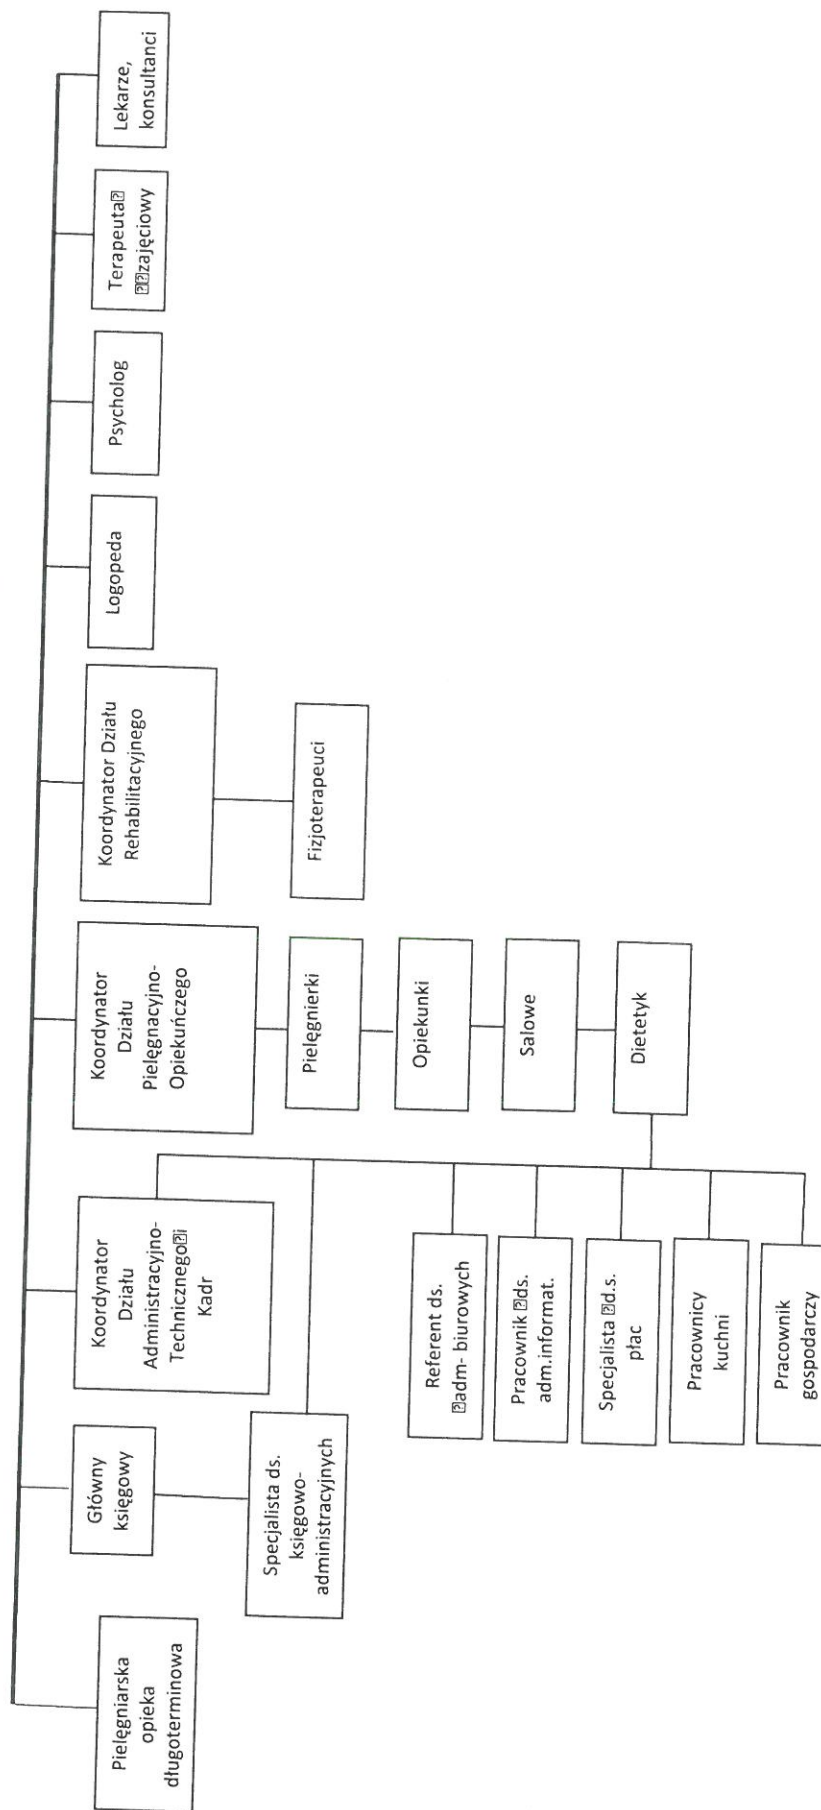 Pielęgniarska
opieka
długoterminowa
Główny
księgowy
Koordynator
Działu
Administracyjno-
Technicznego⍰i
Kadr
Koordynator
Działu
Pielęgnacyjno-
Opiekuńczego
Koordynator Działu
Rehabilitacyjnego
Logopeda
Psycholog
Terapeuta⍰
⍰⍰zajęciowy
Lekarze,
konsultanci
Specjalista ds.
księgowo-
administracyjnych
Pielęgnierki
Fizjoterapeuci
Opiekunki
Salowe
Dietetyk
Referent ds.
⍰adm- biurowych
Pracownik ⍰ds.
adm.informat.
Specjalista ⍰d.s.
płac
Pracownicy
kuchni
Pracownik
gospodarczy